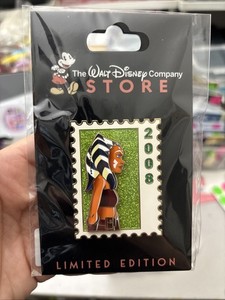 The Walt Disney Company
STORE
2008
LIMITED EDITION